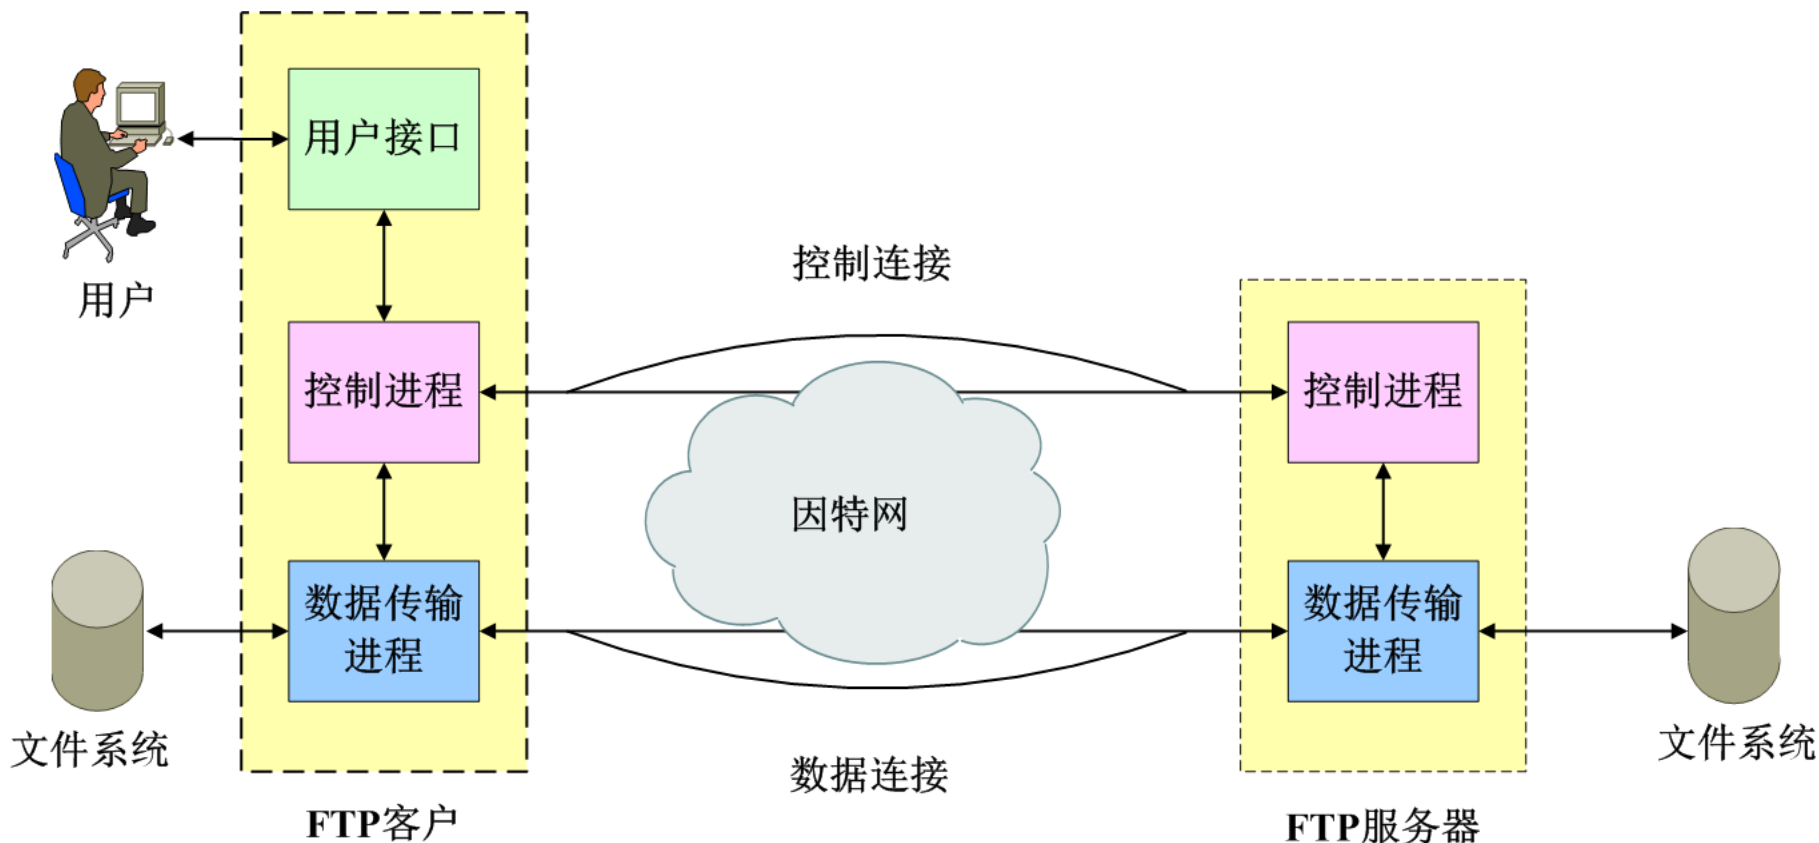 用户接口
用户
控制连接
控制进程
控制进程
因特网
数据传输
进程
数据传输
进程
文件系统
文件系统
数据连接
FTP客户
FTP服务器